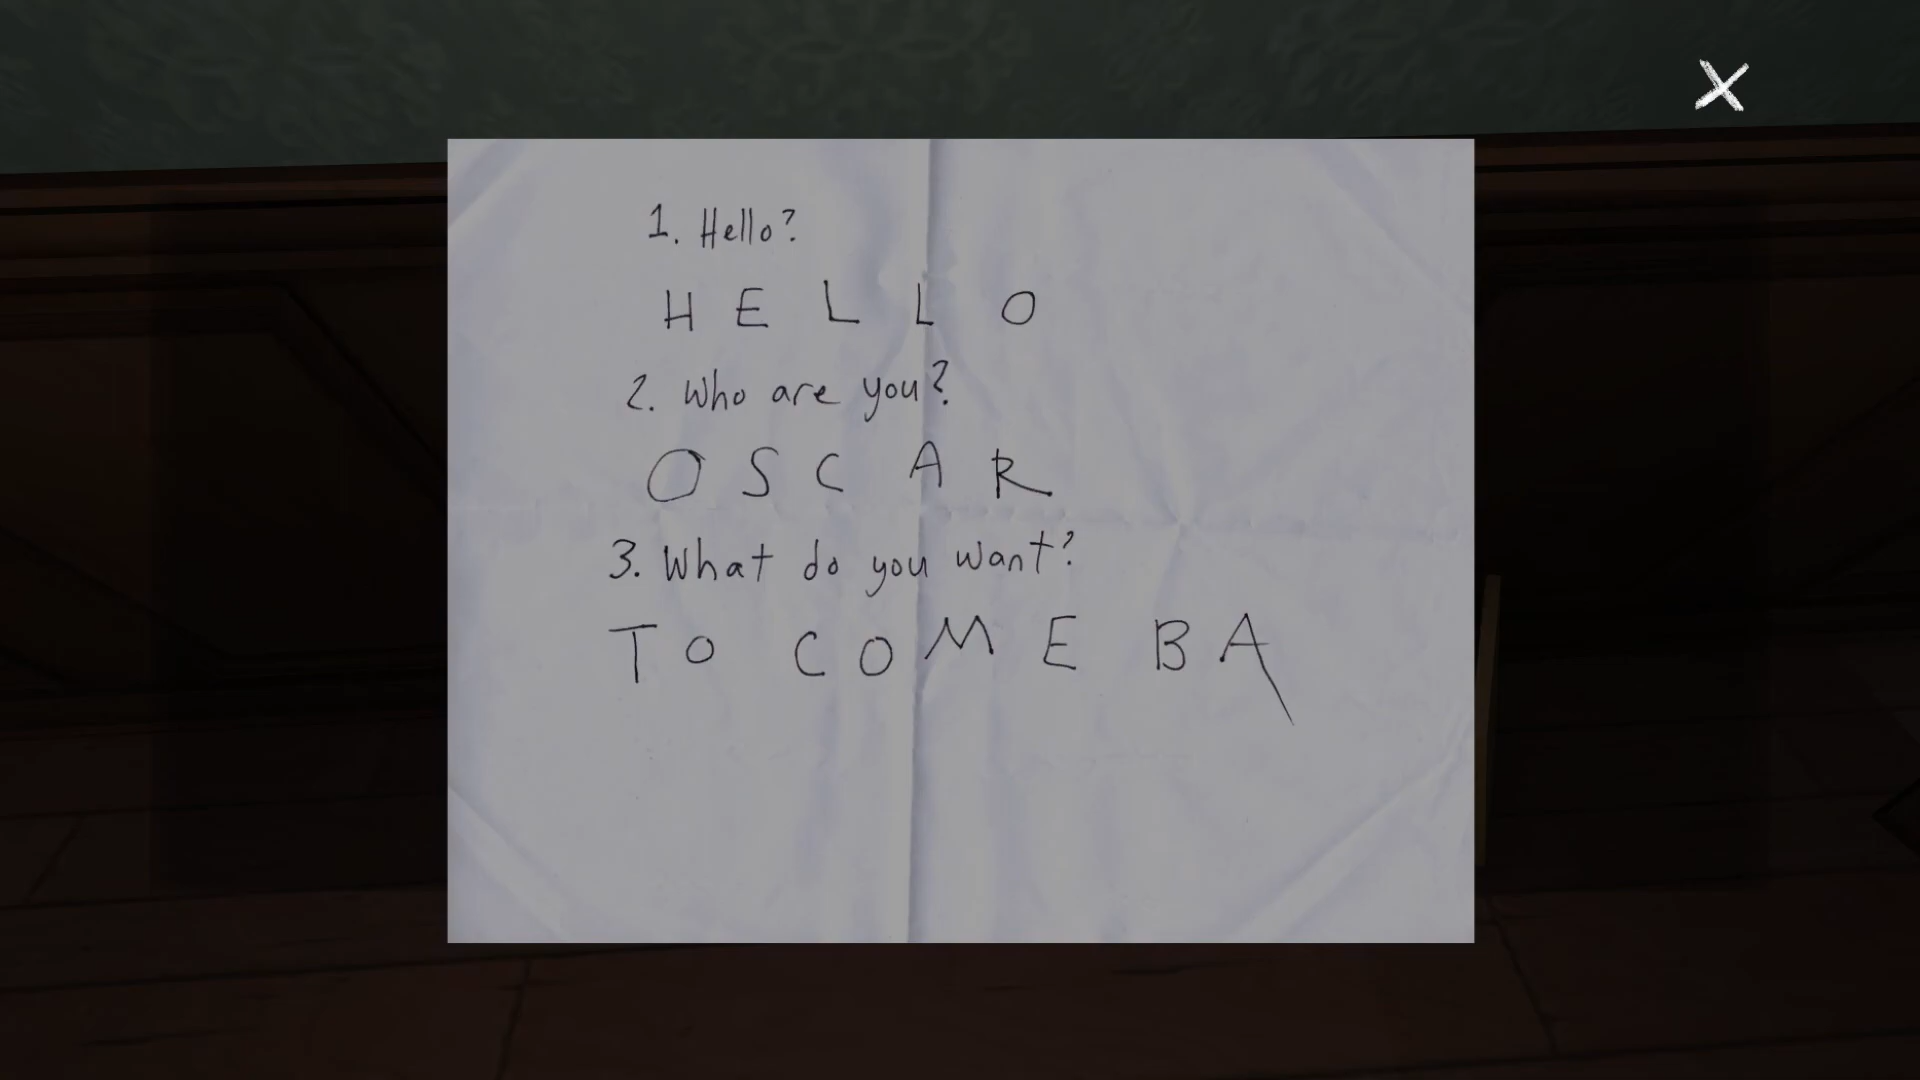 1. Hello?
H E L L O
2. Who are you?
O S C A R
3. What do you want?
T O C O M E B A